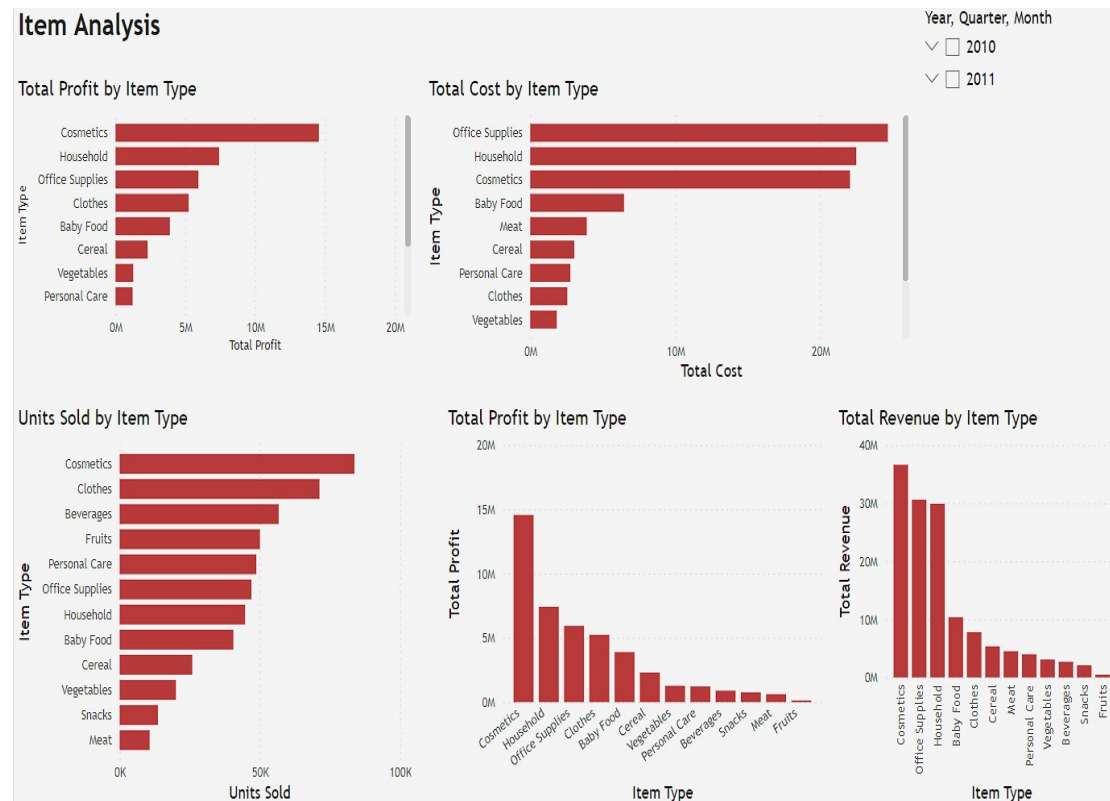 Item Analysis
Year, Quarter, Month
2010
2011
Total Profit by Item Type
Item Type
Cosmetics
Household
Office Supplies
Clothes
Baby Food
Cereal
Vegetables
Personal Care
0M 5M 10M 15M 20M
Total Profit
Total Cost by Item Type
Item Type
Office Supplies
Household
Cosmetics
Baby Food
Meat
Cereal
Personal Care
Clothes
Vegetables
0M 10M 20M
Total Cost
Units Sold by Item Type
Item Type
Cosmetics
Clothes
Beverages
Fruits
Personal Care
Office Supplies
Household
Baby Food
Cereal
Vegetables
Snacks
Meat
0K 50K 100K
Units Sold
Total Profit by Item Type
Total Profit
20M
15M
10M
5M
0M
Cosmetics
Household
Office Supplies
Clothes
Baby Food
Cereal
Vegetables
Personal Care
Beverages
Snacks
Meat
Fruits
Item Type
Total Revenue by Item Type
Total Revenue
40M
30M
20M
10M
0M
Cosmetics
Office Supplies
Household
Baby Food
Clothes
Cereal
Meat
Personal Care
Vegetables
Beverages
Snacks
Fruits
Item Type